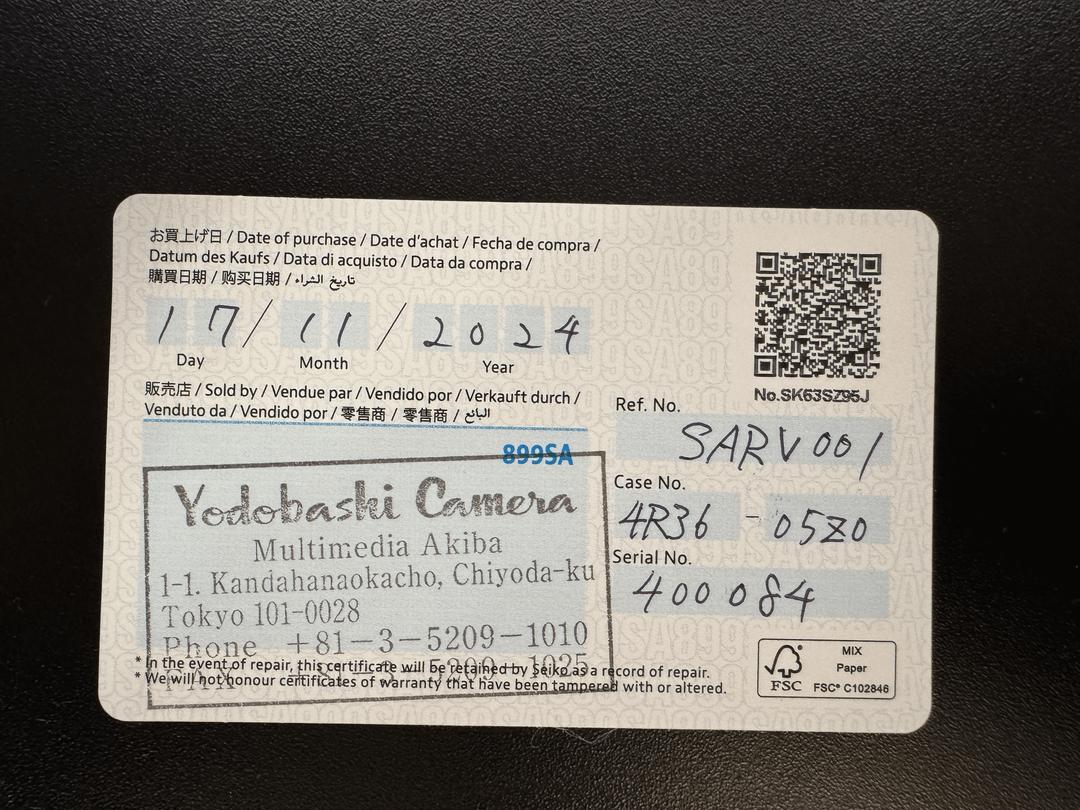 お買上げ日 / Date of purchase / Date d'achat / Fecha de compra /
Datum des Kaufs / Data di acquisto / Data da compra /
購買日期 / 购买日期 / تاريخ الشراء
17 / 11 / 2024
Day Month Year
販売店 / Sold by / Vendue par / Vendido por / Verkauft durch /
Venduto da / Vendido por / 零售商 / 零售商 / البائع
899SA
Yodobashi Camera
Multimedia Akiba
1-1. Kandahanaokacho, Chiyoda-ku
Tokyo 101-0028
Phone +81-3-5209-1010
5209-1025
* In the event of repair, this certificate will be retained by Seiko as a record of repair.
* We will not honour certificates of warranty that have been tampered with or altered.
No.SK63SZ95J
Ref. No.
SARV001
Case No.
4R36 - 05Z0
Serial No.
400084
FSC
MIX
Paper
FSC® C102846